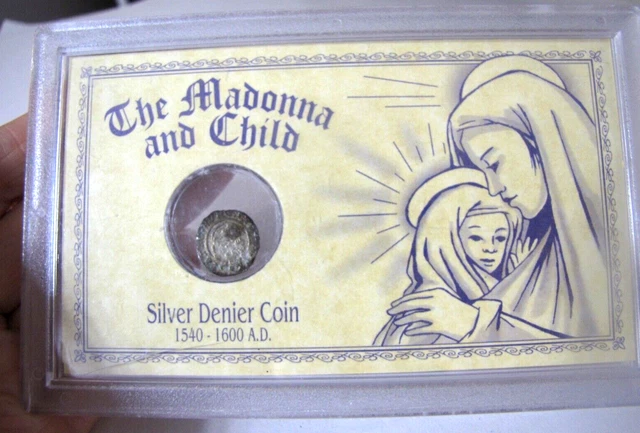 The Madonna
and Child
Silver Denier Coin
1540 - 1600 A.D.